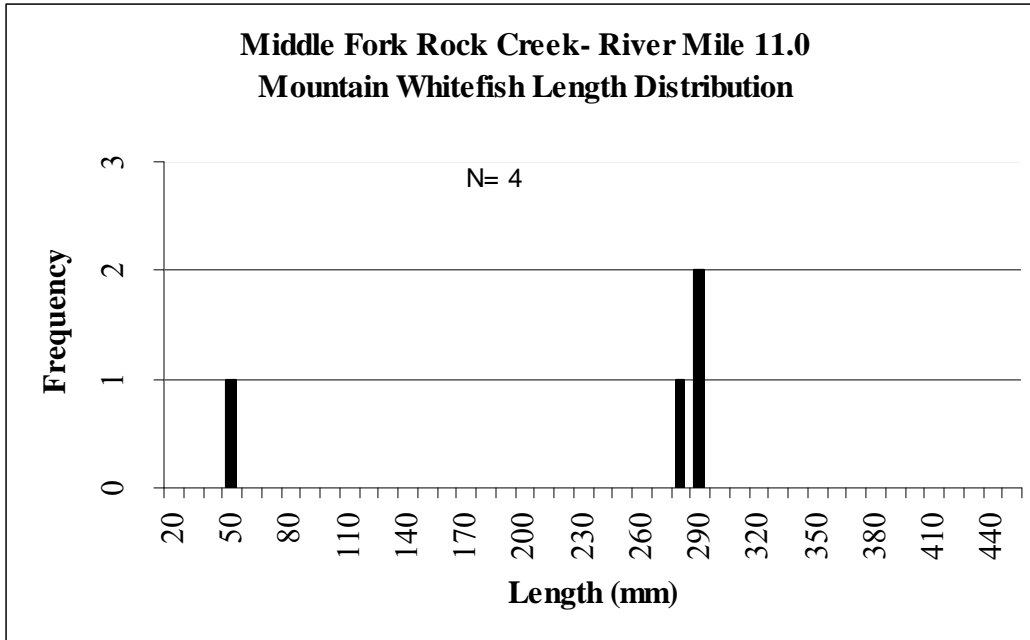 Middle Fork Rock Creek- River Mile 11.0
Mountain Whitefish Length Distribution
N= 4
Frequency
3
2
1
0
20 50 80 110 140 170 200 230 260 290 320 350 380 410 440
Length (mm)